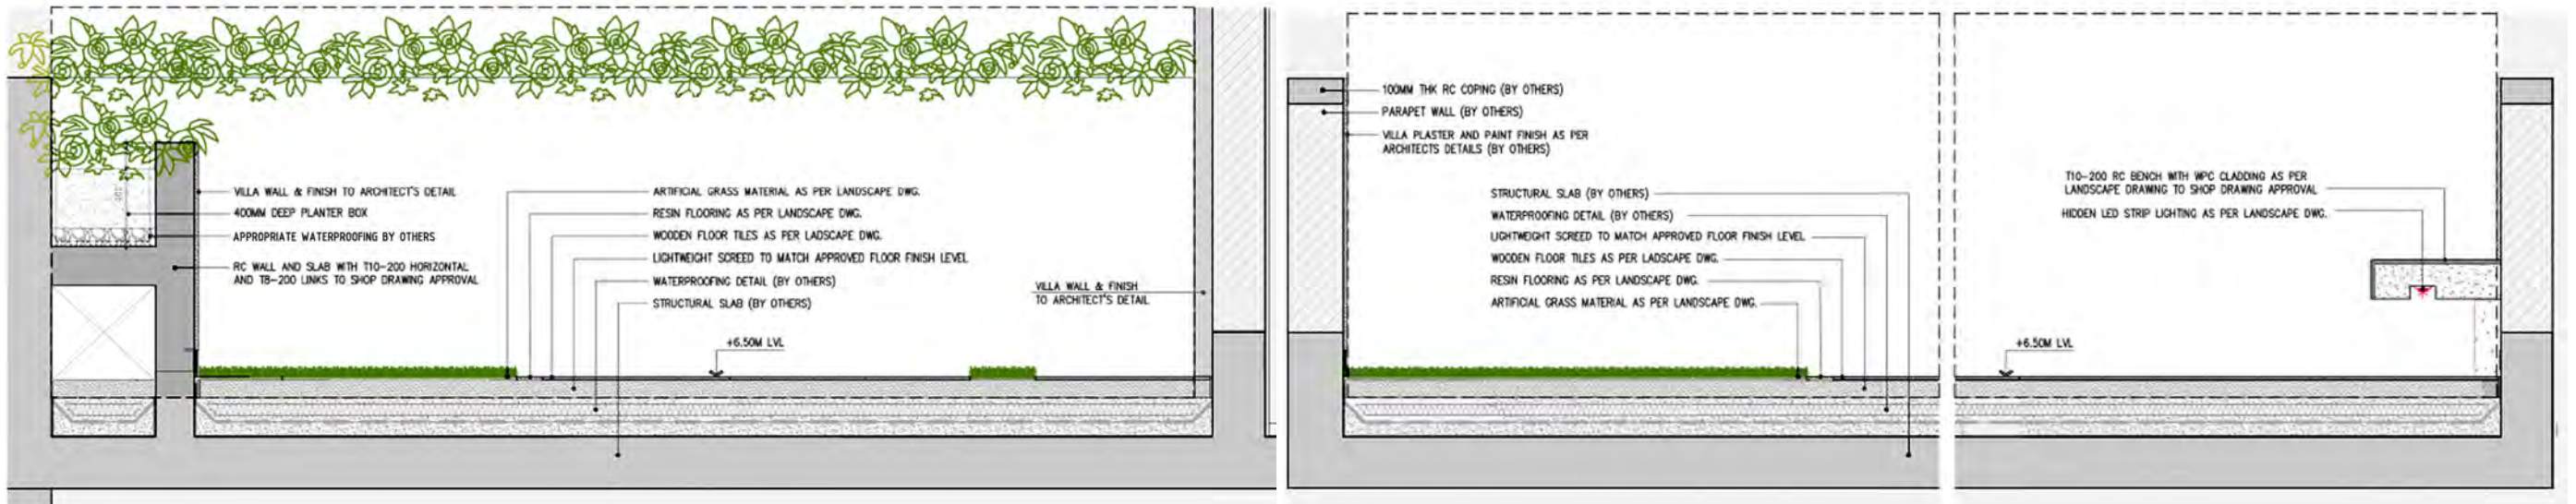 VILLA WALL & FINISH TO ARCHITECT'S DETAIL
400MM DEEP PLANTER BOX
APPROPRIATE WATERPROOFING BY OTHERS
RC WALL AND SLAB WITH T10-200 HORIZONTAL
AND T8-200 LINKS TO SHOP DRAWING APPROVAL
ARTIFICIAL GRASS MATERIAL AS PER LANDSCAPE DWG.
RESIN FLOORING AS PER LANDSCAPE DWG.
WOODEN FLOOR TILES AS PER LADSCAPE DWG.
LIGHTWEIGHT SCREED TO MATCH APPROVED FLOOR FINISH LEVEL
WATERPROOFING DETAIL (BY OTHERS)
STRUCTURAL SLAB (BY OTHERS)
+6.50M LVL
VILLA WALL & FINISH
TO ARCHITECT'S DETAIL
100MM THK RC COPING (BY OTHERS)
PARAPET WALL (BY OTHERS)
VILLA PLASTER AND PAINT FINISH AS PER
ARCHITECTS DETAILS (BY OTHERS)
STRUCTURAL SLAB (BY OTHERS)
WATERPROOFING DETAIL (BY OTHERS)
LIGHTWEIGHT SCREED TO MATCH APPROVED FLOOR FINISH LEVEL
WOODEN FLOOR TILES AS PER LADSCAPE DWG.
RESIN FLOORING AS PER LANDSCAPE DWG.
ARTIFICIAL GRASS MATERIAL AS PER LANDSCAPE DWG.
T10-200 RC BENCH WITH WPC CLADDING AS PER
LANDSCAPE DRAWING TO SHOP DRAWING APPROVAL
HIDDEN LED STRIP LIGHTING AS PER LANDSCAPE DWG.
+6.50M LVL